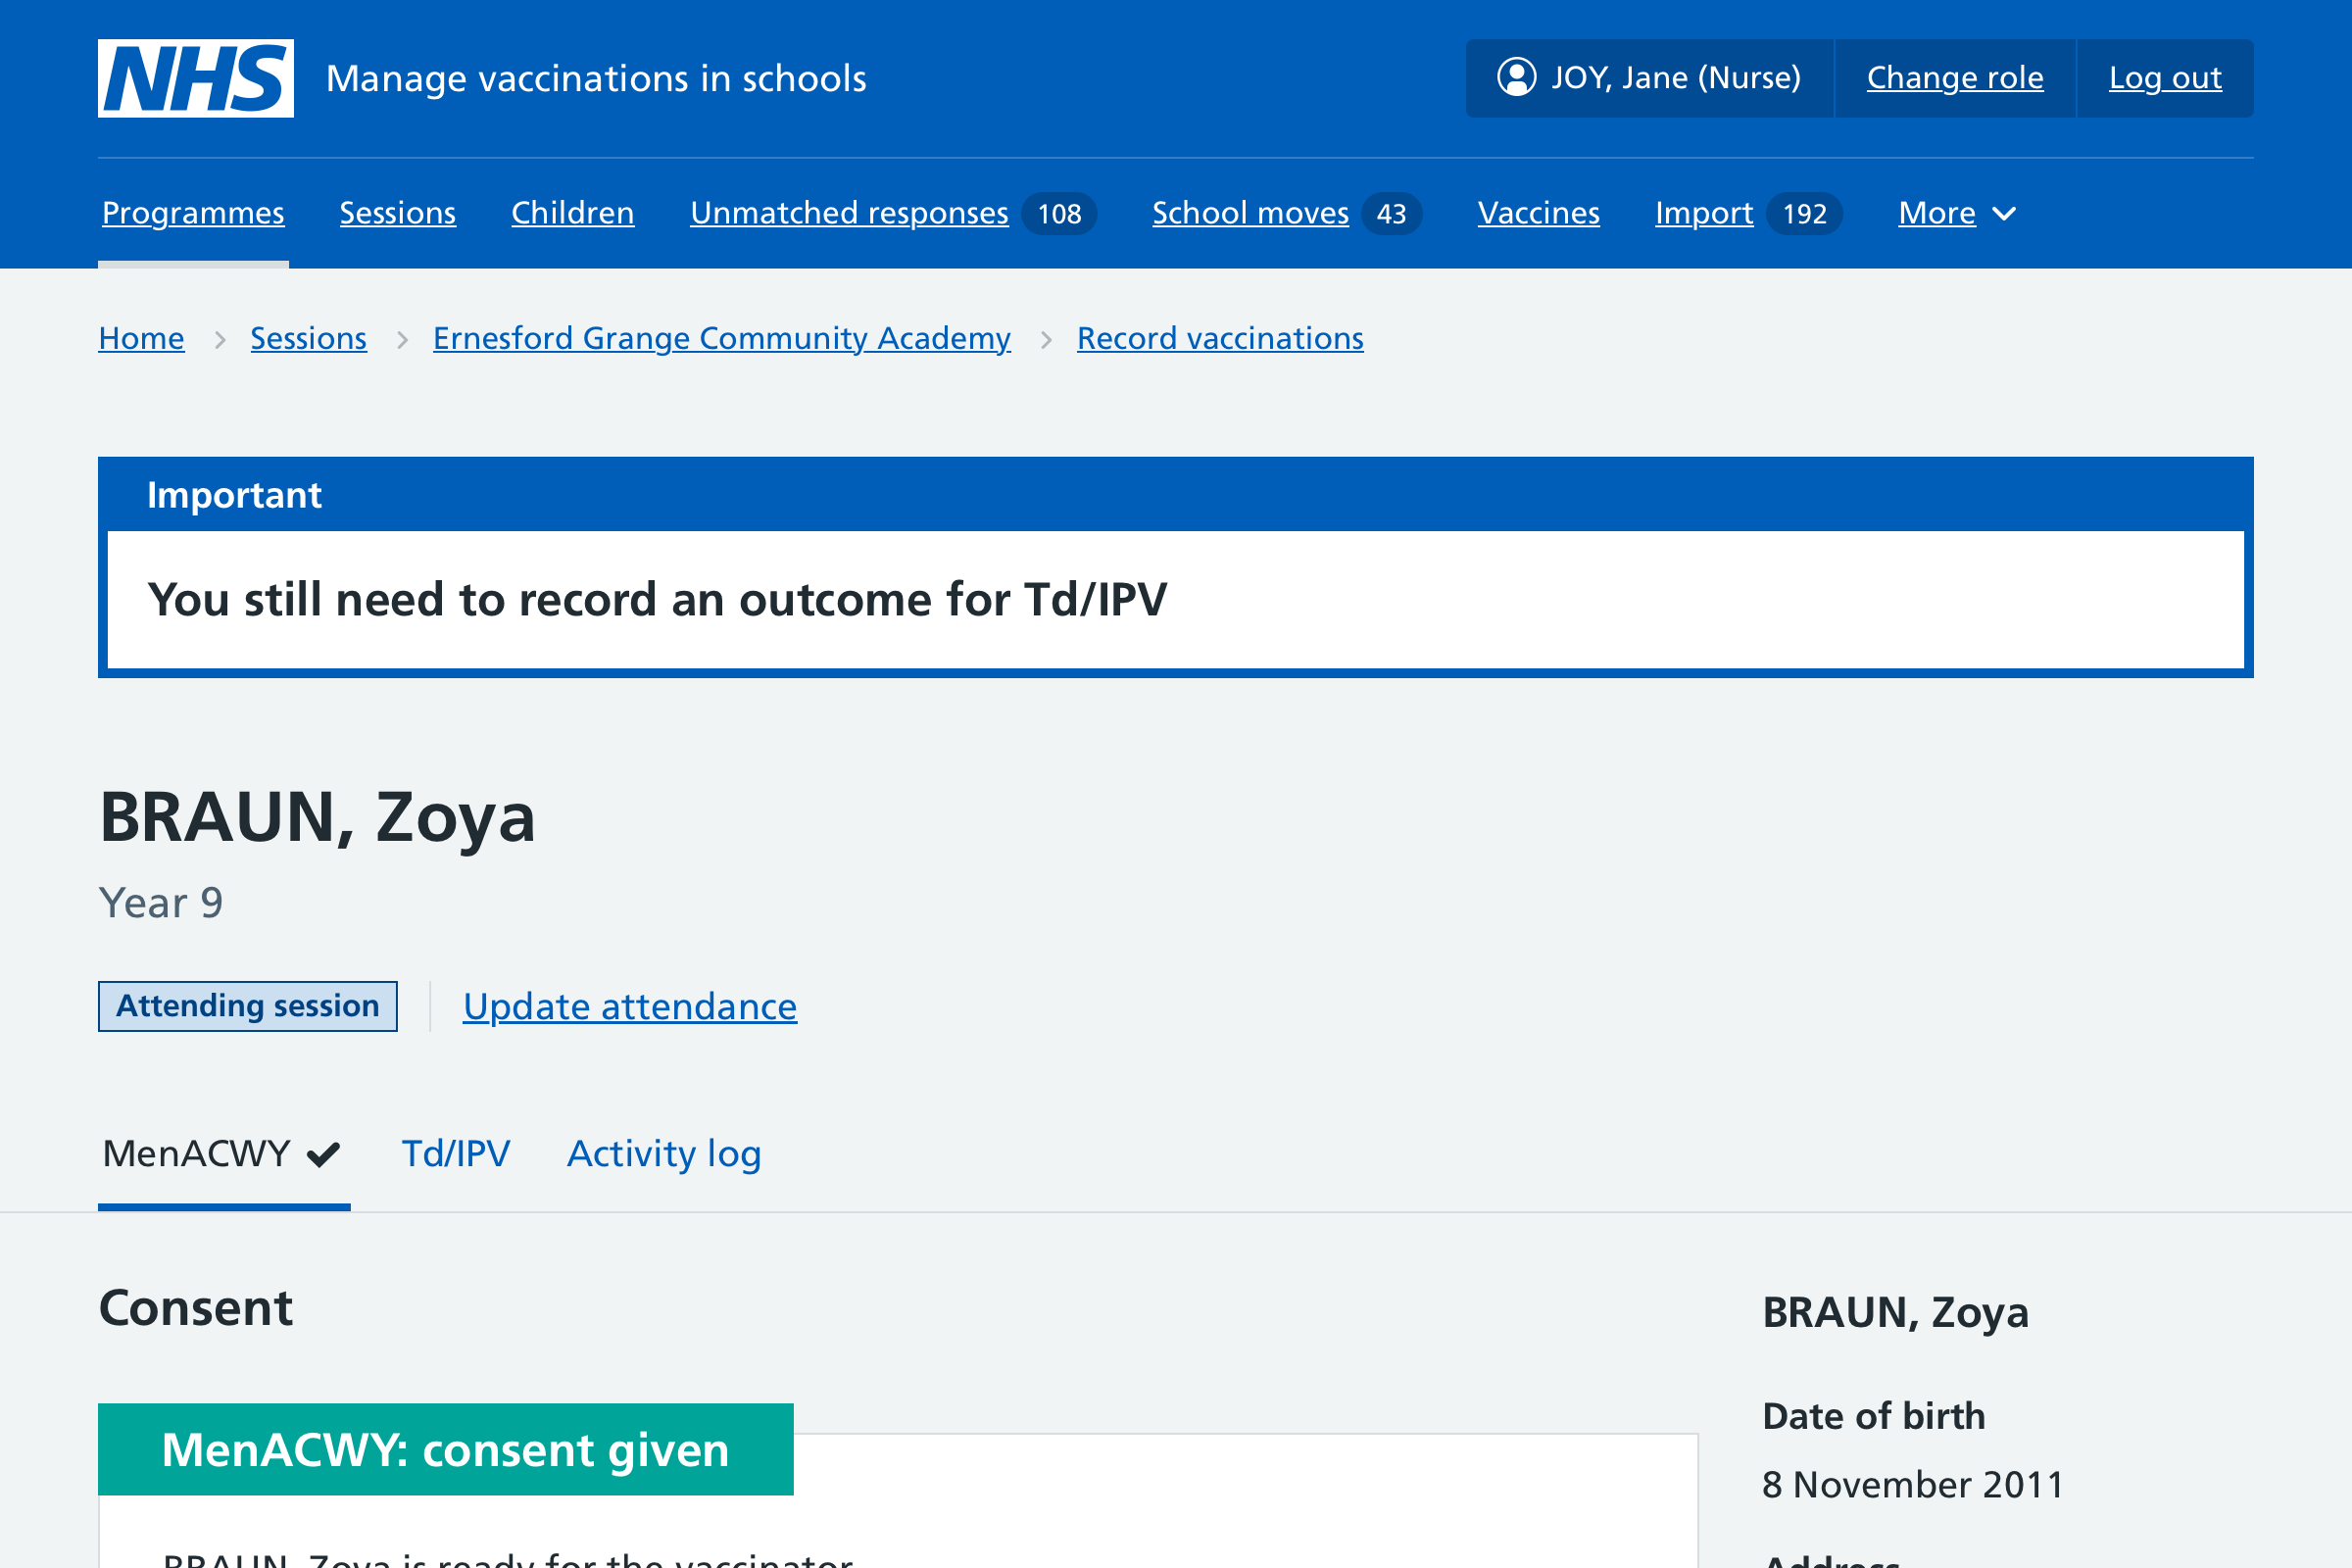 NHS Manage vaccinations in schools
JOY, Jane (Nurse) Change role Log out
Programmes Sessions Children Unmatched responses 108 School moves 43 Vaccines Import 192 More
Home Sessions Ernesford Grange Community Academy Record vaccinations
Important
You still need to record an outcome for Td/IPV
BRAUN, Zoya
Year 9
Attending session Update attendance
MenACWY Td/IPV Activity log
Consent
MenACWY: consent given
BRAUN, Zoya is ready for the vaccinator
BRAUN, Zoya
Date of birth
8 November 2011
Address